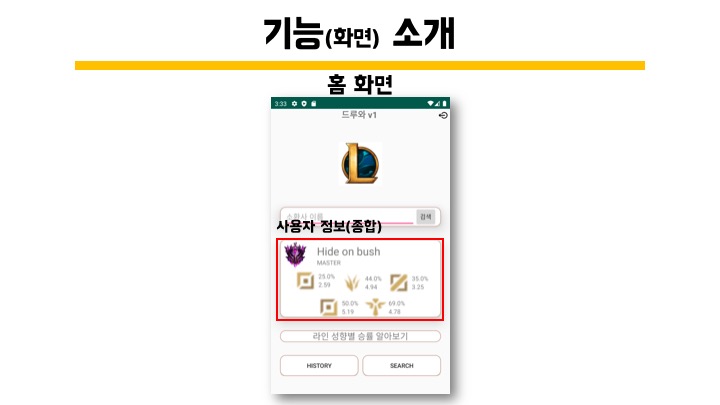 기능(화면) 소개
홈 화면
3:33
드루와 v1
소환사 이름
검색
사용자 정보(종합)
Hide on bush
MASTER
25.0% 44.0% 35.0%
2.59 4.94 3.25
50.0% 69.0%
5.19 4.78
라인 성향별 승률 알아보기
HISTORY SEARCH